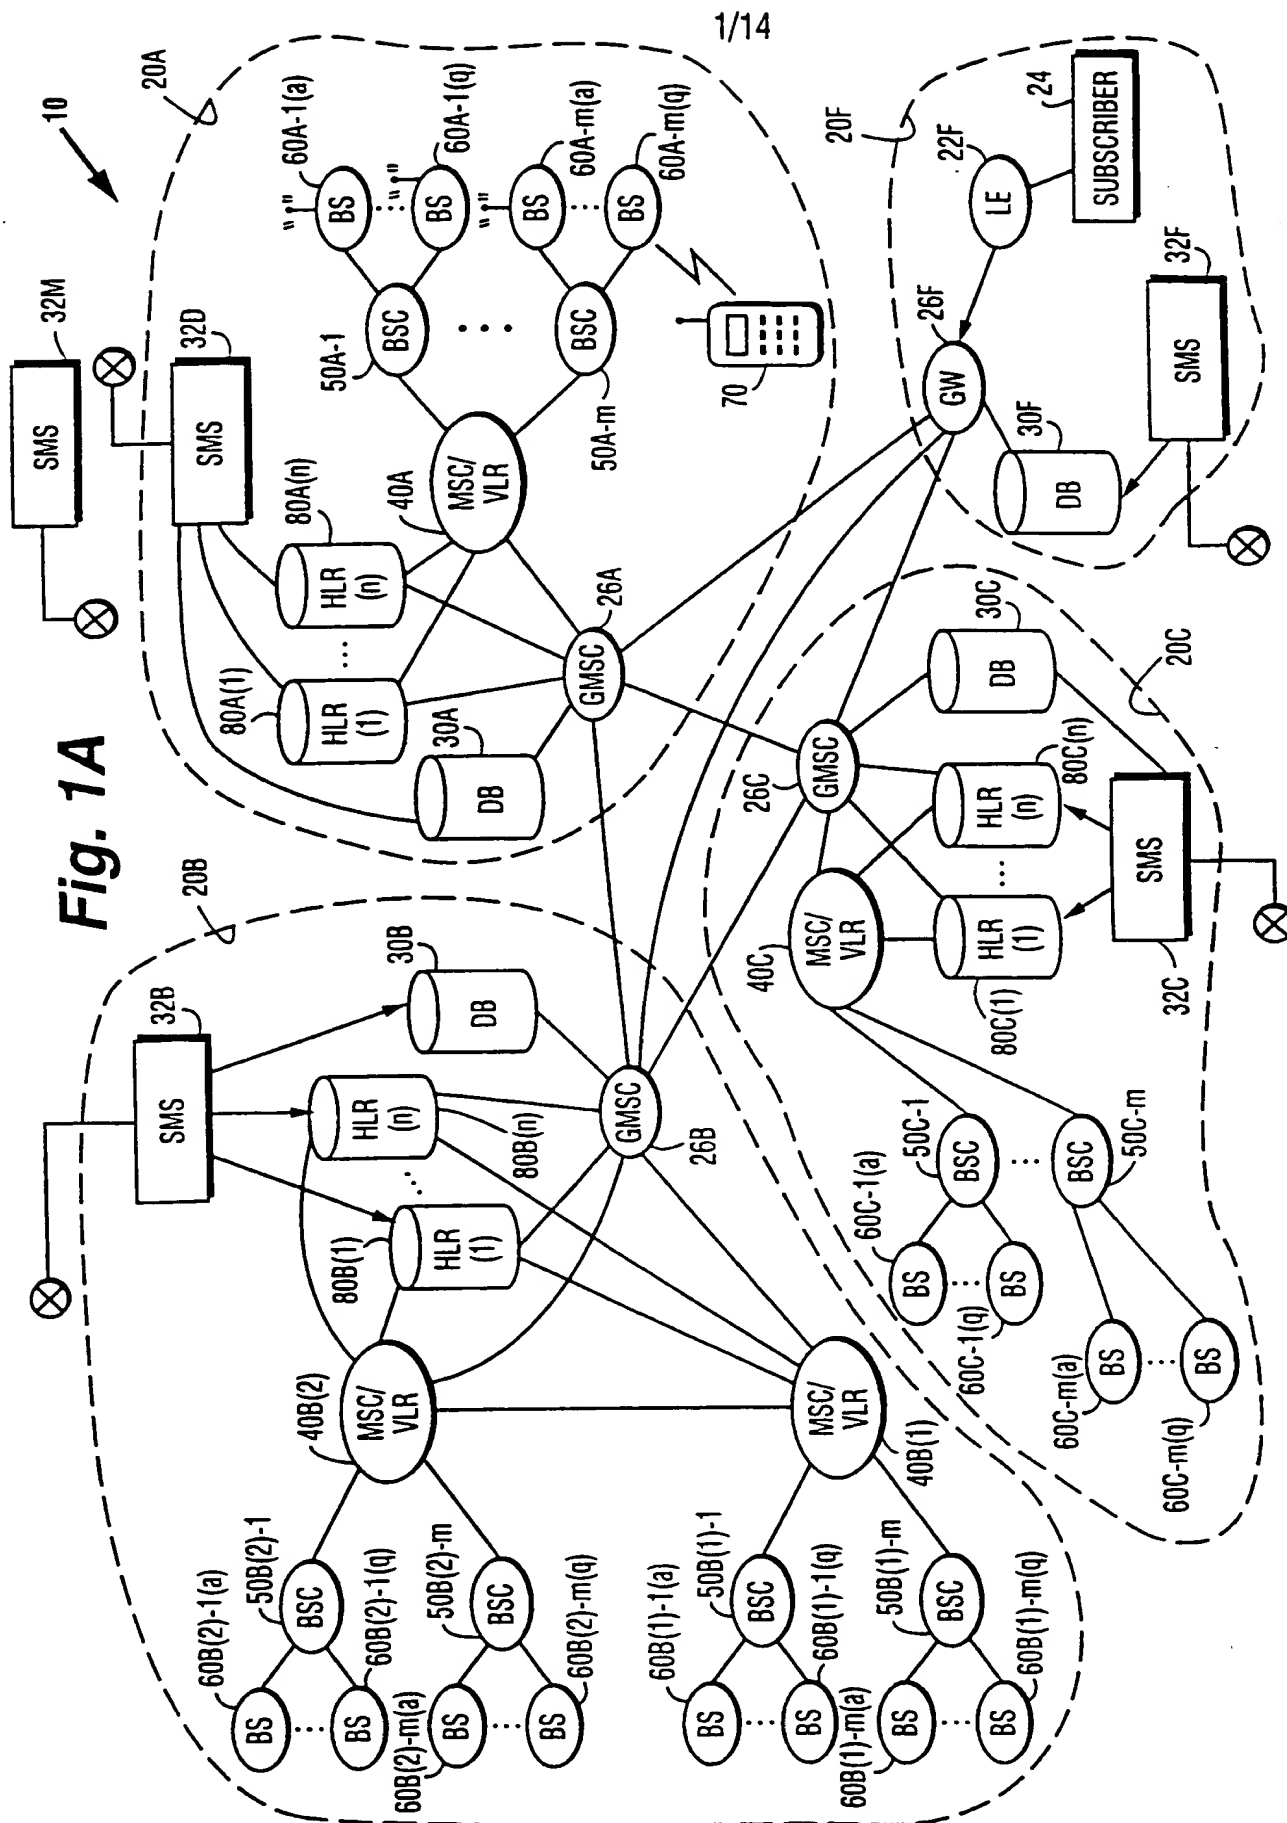 1/14
Fig. 1A
10
20A
SMS
32M
SMS
32D
HLR
(n)
80A(n)
HLR
(1)
80A(1)
...
DB
30A
GMSC
26A
MSC/
VLR
40A
BSC
50A-1
BSC
50A-m
BS
60A-1(a)
BS
60A-1(q)
BS
60A-m(a)
BS
60A-m(q)
70
20B
SMS
32B
DB
30B
HLR
(n)
80B(n)
...
HLR
(1)
80B(1)
GMSC
26B
MSC/
VLR
40B(2)
MSC/
VLR
40B(1)
BSC
50B(2)-1
BSC
50B(2)-m
BS
60B(2)-1(a)
BS
60B(2)-1(q)
BS
60B(2)-m(a)
BS
60B(2)-m(q)
BSC
50B(1)-1
BSC
50B(1)-m
BS
60B(1)-1(a)
BS
60B(1)-1(q)
BS
60B(1)-m(a)
BS
60B(1)-m(q)
20C
GMSC
26C
DB
30C
HLR
(n)
80C(n)
...
HLR
(1)
80C(1)
SMS
32C
MSC/
VLR
40C
BSC
50C-1
BSC
50C-m
BS
60C-1(a)
BS
60C-1(q)
BS
60C-m(a)
BS
60C-m(q)
20F
LE
22F
SUBSCRIBER
24
GW
26F
DB
30F
SMS
32F